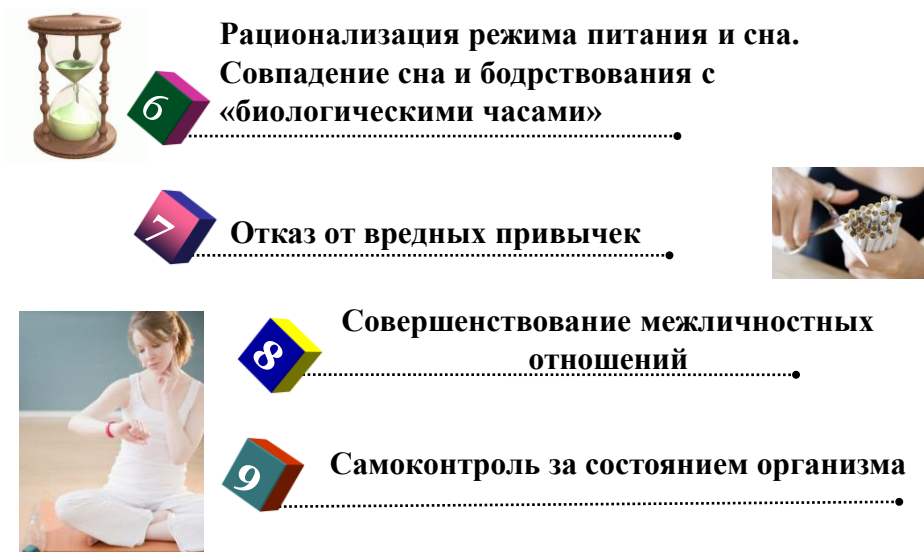 6
Рационализация режима питания и сна.
Совпадение сна и бодрствования с
«биологическими часами»
7
Отказ от вредных привычек
8
Совершенствование межличностных
отношений
9
Самоконтроль за состоянием организма